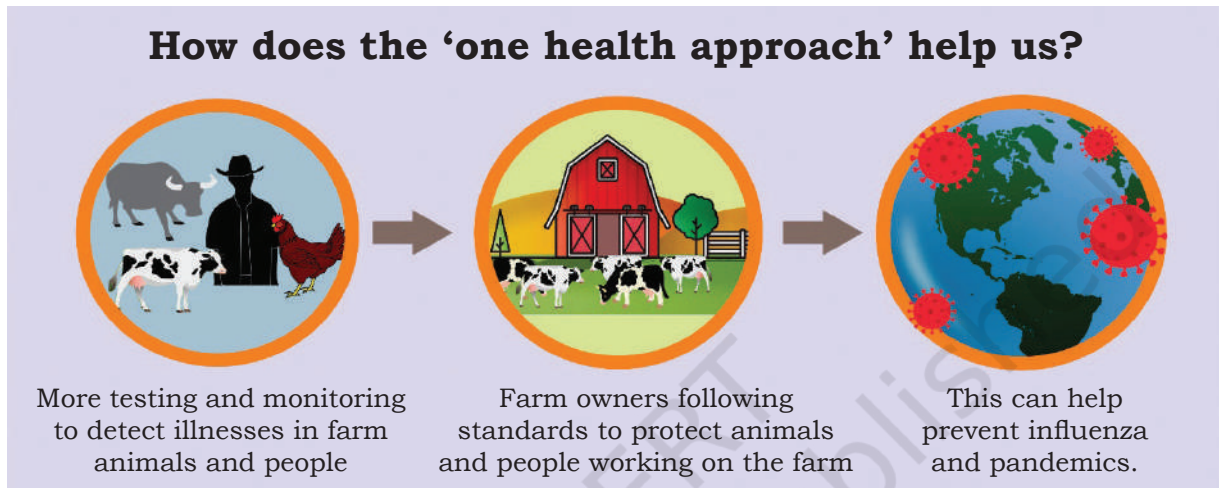 How does the ‘one health approach’ help us?
More testing and monitoring
to detect illnesses in farm
animals and people
Farm owners following
standards to protect animals
and people working on the farm
This can help
prevent influenza
and pandemics.